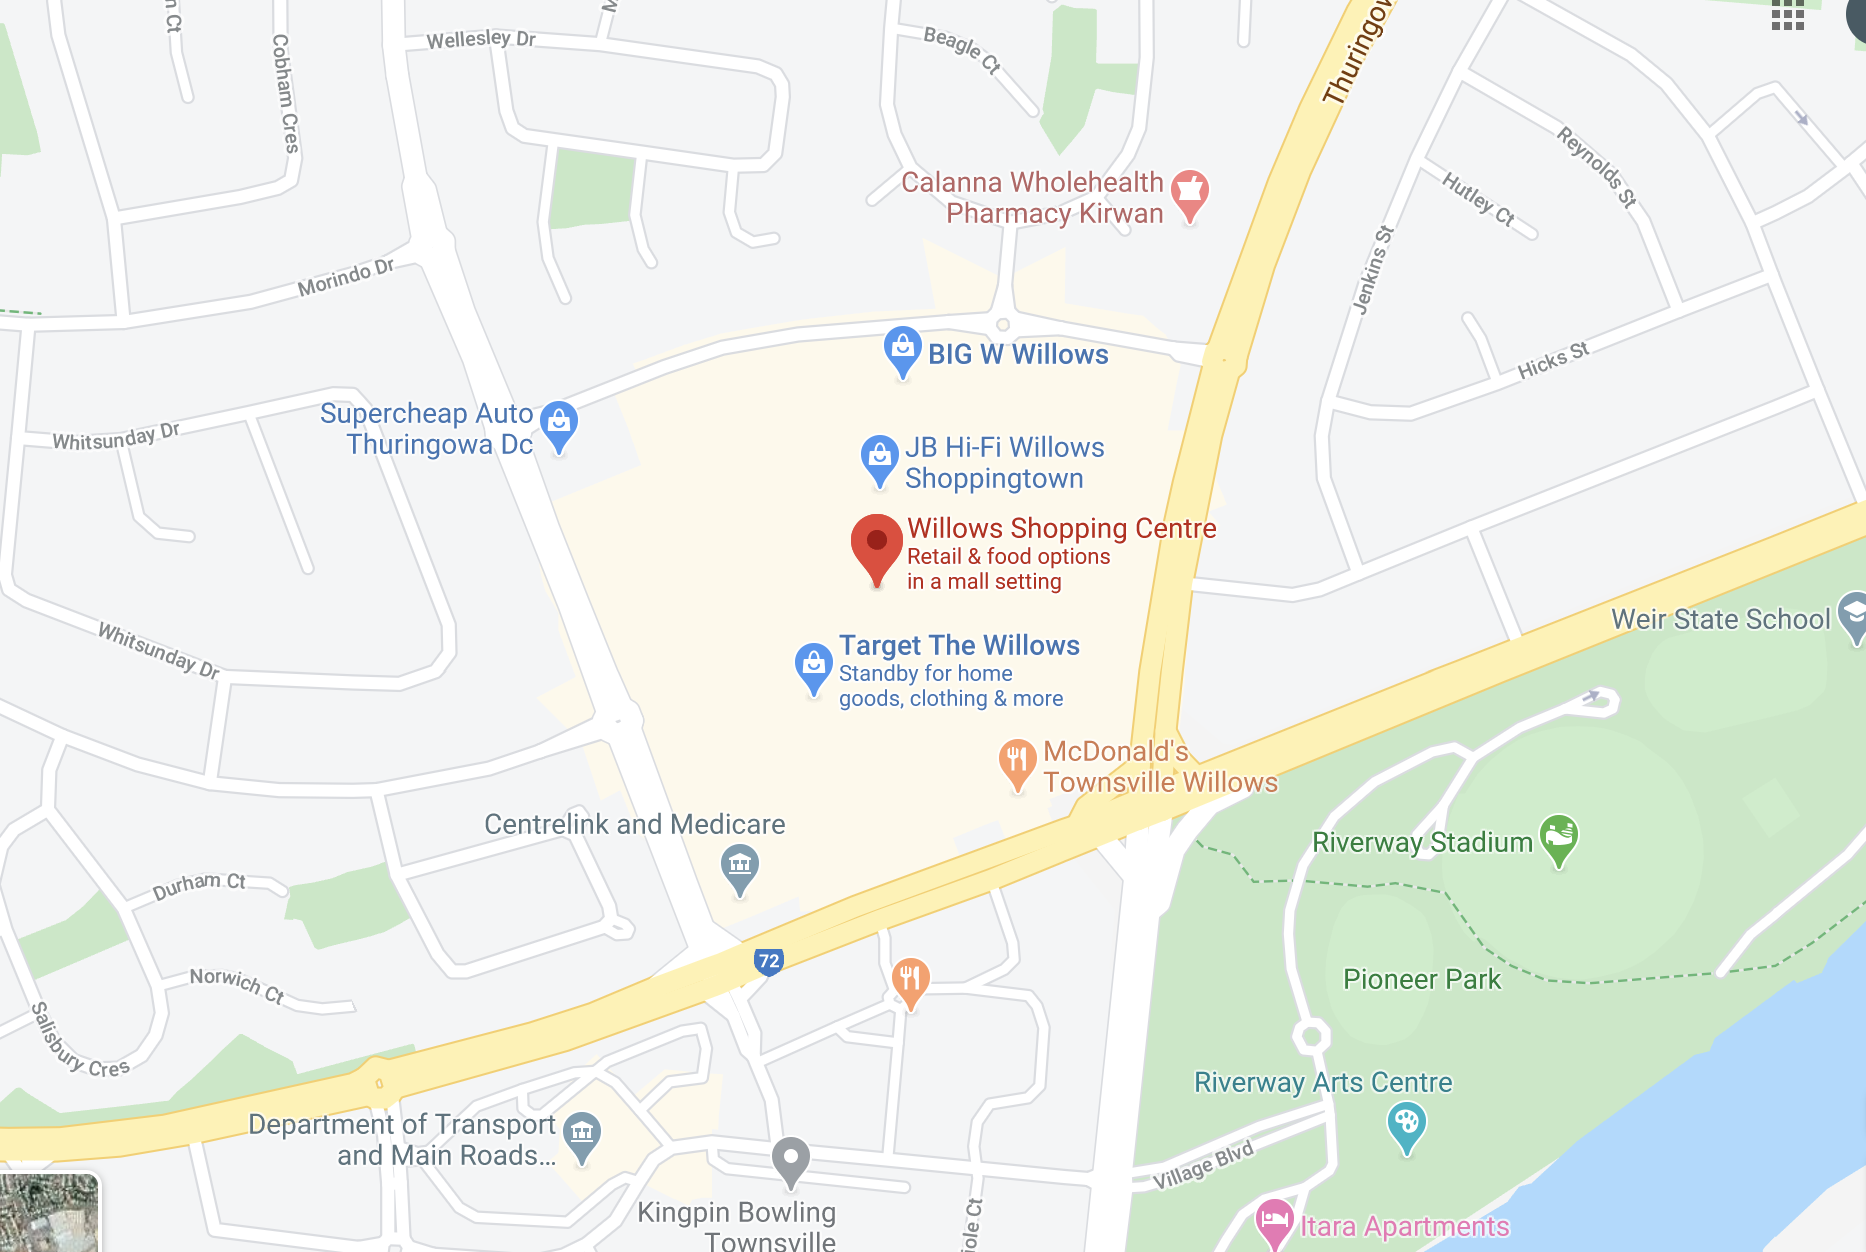 Cobham Cres
Wellesley Dr
Beagle Ct
Reynolds St
Calanna Wholehealth
Pharmacy Kirwan
Hutley Ct
Jenkins St
Morindo Dr
BIG W Willows
Hicks St
Supercheap Auto
Thuringowa Dc
Whitsunday Dr
JB Hi-Fi Willows
Shoppingtown
Willows Shopping Centre
Retail & food options
in a mall setting
Weir State School
Whitsunday Dr
Target The Willows
Standby for home
goods, clothing & more
McDonald's
Townsville Willows
Centrelink and Medicare
Riverway Stadium
Durham Ct
72
Norwich Ct
Pioneer Park
Salisbury Cres
Riverway Arts Centre
Department of Transport
and Main Roads...
Village Blvd
Kingpin Bowling
Townsville
Itara Apartments